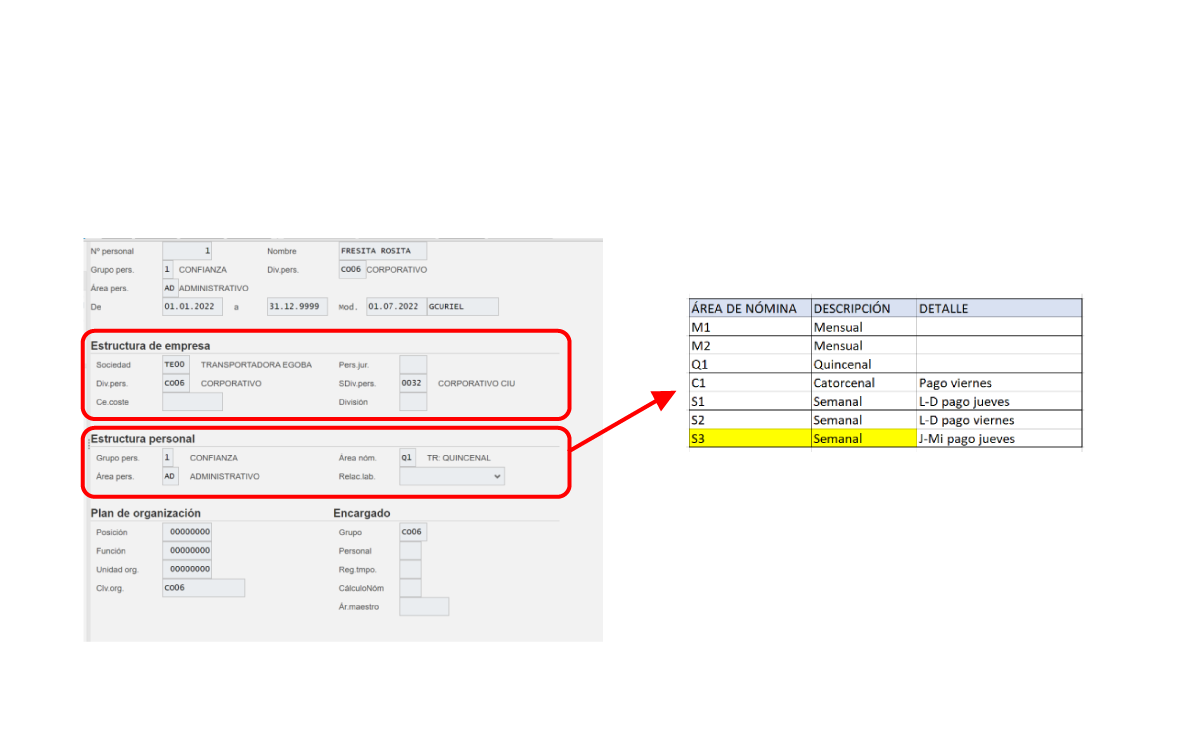 Nº personal 1 Nombre FRESITA ROSITA
Grupo pers. 1 CONFIANZA Div.pers. CO06 CORPORATIVO
Área pers. AD ADMINISTRATIVO
De 01.01.2022 a 31.12.9999 Mod. 01.07.2022 GCURIEL
Estructura de empresa
Sociedad TE00 TRANSPORTADORA EGOBA Pers.jur.
Div.pers. CO06 CORPORATIVO SDiv.pers. 0032 CORPORATIVO CIU
Ce.coste División
Estructura personal
Grupo pers. 1 CONFIANZA Área nóm. Q1 TR: QUINCENAL
Área pers. AD ADMINISTRATIVO Relac.lab.
Plan de organización Encargado
Posición 00000000 Grupo CO06
Función 00000000 Personal
Unidad org. 00000000 Reg.tmpo.
Clv.org. CO06 CálculoNóm
Ár.maestro
ÁREA DE NÓMINA DESCRIPCIÓN DETALLE
M1 Mensual
M2 Mensual
Q1 Quincenal
C1 Catorcenal Pago viernes
S1 Semanal L-D pago jueves
S2 Semanal L-D pago viernes
S3 Semanal J-Mi pago jueves